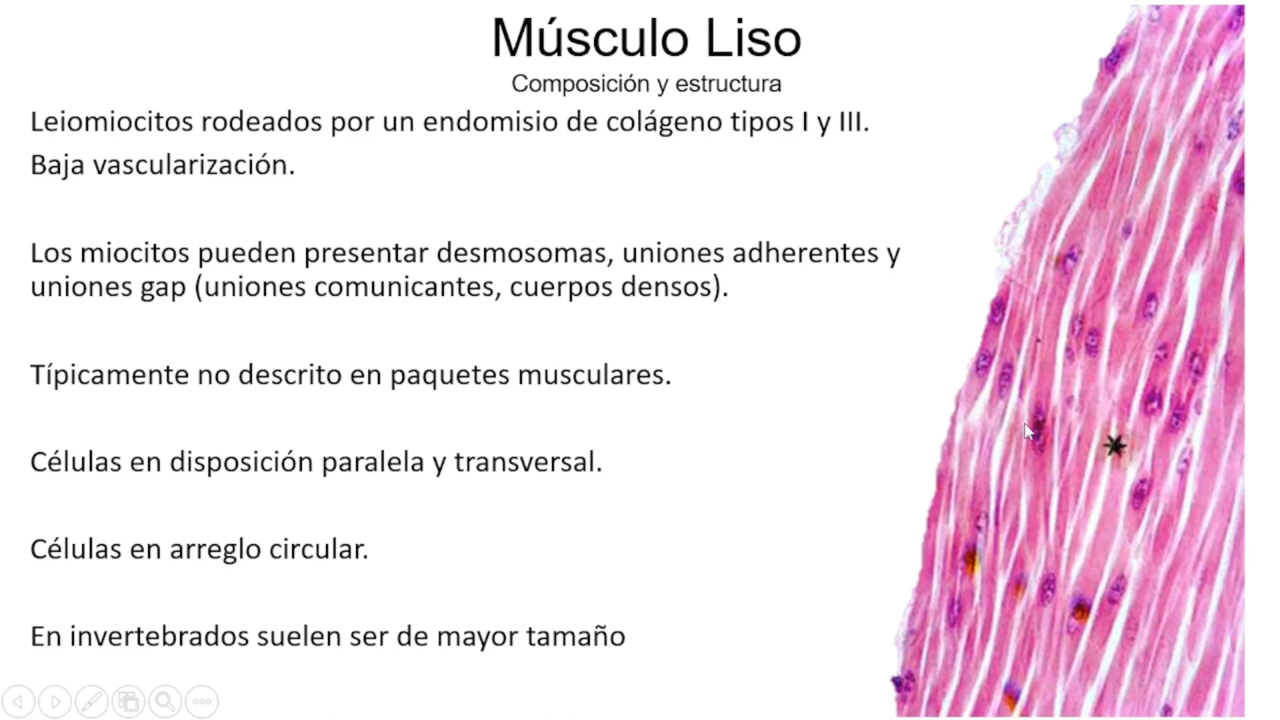 Músculo Liso
Composición y estructura
Leiomiocitos rodeados por un endomisio de colágeno tipos I y III.
Baja vascularización.
Los miocitos pueden presentar desmosomas, uniones adherentes y
uniones gap (uniones comunicantes, cuerpos densos).
Típicamente no descrito en paquetes musculares.
Células en disposición paralela y transversal.
Células en arreglo circular.
En invertebrados suelen ser de mayor tamaño